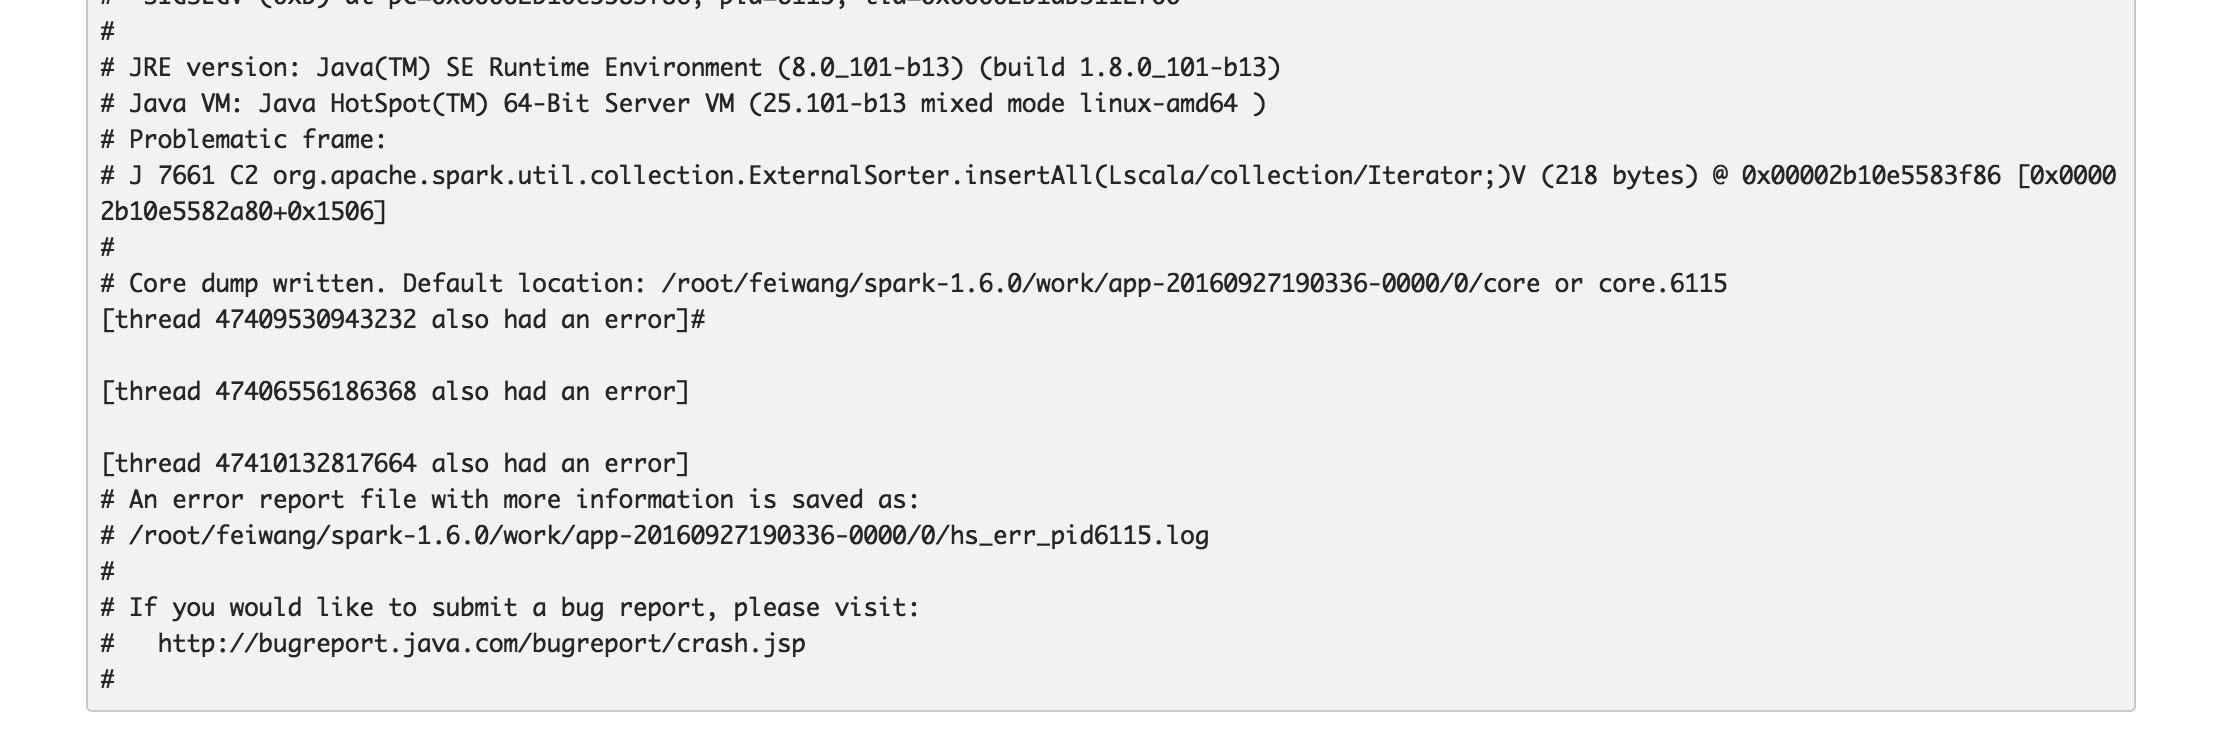 #
# JRE version: Java(TM) SE Runtime Environment (8.0_101-b13) (build 1.8.0_101-b13)
# Java VM: Java HotSpot(TM) 64-Bit Server VM (25.101-b13 mixed mode linux-amd64 )
# Problematic frame:
# J 7661 C2 org.apache.spark.util.collection.ExternalSorter.insertAll(Lscala/collection/Iterator;)V (218 bytes) @ 0x00002b10e5583f86 [0x0000
2b10e5582a80+0x1506]
#
# Core dump written. Default location: /root/feiwang/spark-1.6.0/work/app-20160927190336-0000/0/core or core.6115
[thread 47409530943232 also had an error]#
[thread 47406556186368 also had an error]
[thread 47410132817664 also had an error]
# An error report file with more information is saved as:
# /root/feiwang/spark-1.6.0/work/app-20160927190336-0000/0/hs_err_pid6115.log
#
# If you would like to submit a bug report, please visit:
#   http://bugreport.java.com/bugreport/crash.jsp
#